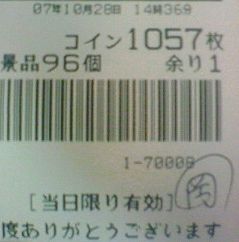 07年10月28日 14時36分
コイン1057枚
景品96個 余り1
1-70009
岡
[当日限り有効]
度ありがとうございます